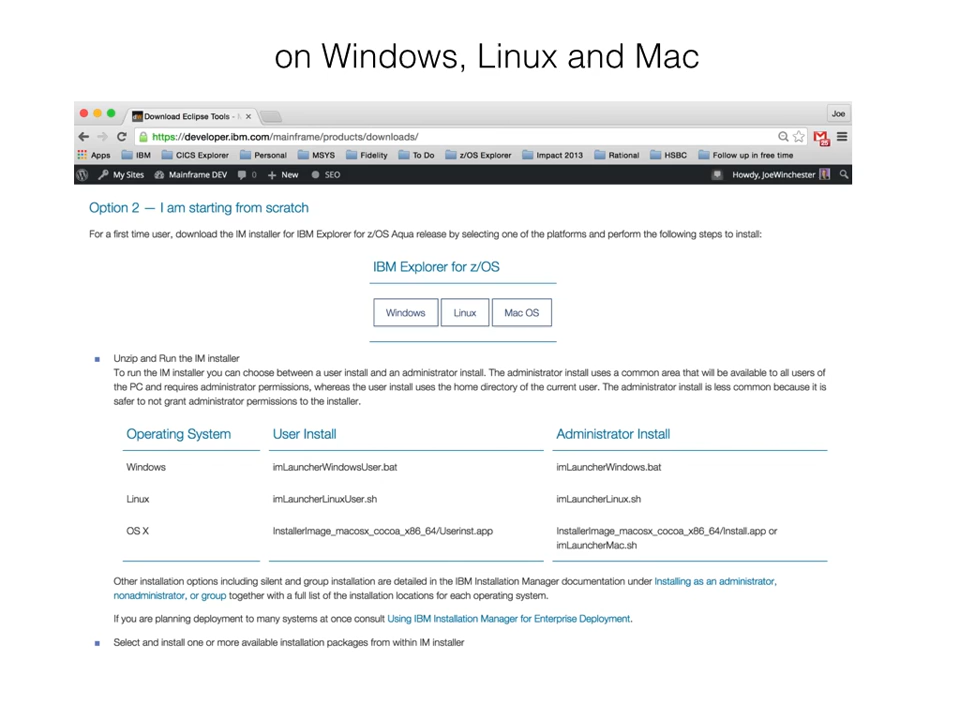 on Windows, Linux and Mac
Download Eclipse Tools - 
Joe
https://developer.ibm.com/mainframe/products/downloads/
Apps IBM CICS Explorer Personal MSYS Fidelity To Do z/OS Explorer Impact 2013 Rational HSBC Follow up in free time
My Sites Mainframe DEV 0 + New SEO Howdy, JoeWinchester
Option 2 — I am starting from scratch
For a first time user, download the IM installer for IBM Explorer for z/OS Aqua release by selecting one of the platforms and perform the following steps to install:
IBM Explorer for z/OS
Windows Linux Mac OS
Unzip and Run the IM installer
To run the IM installer you can choose between a user install and an administrator install. The administrator install uses a common area that will be available to all users of
the PC and requires administrator permissions, whereas the user install uses the home directory of the current user. The administrator install is less common because it is
safer to not grant administrator permissions to the installer.
Operating System User Install Administrator Install
Windows imLauncherWindowsUser.bat imLauncherWindows.bat
Linux imLauncherLinuxUser.sh imLauncherLinux.sh
OS X InstallerImage_macosx_cocoa_x86_64/Userinst.app InstallerImage_macosx_cocoa_x86_64/Install.app or
imLauncherMac.sh
Other installation options including silent and group installation are detailed in the IBM Installation Manager documentation under Installing as an administrator,
nonadministrator, or group together with a full list of the installation locations for each operating system.
If you are planning deployment to many systems at once consult Using IBM Installation Manager for Enterprise Deployment.
Select and install one or more available installation packages from within IM installer